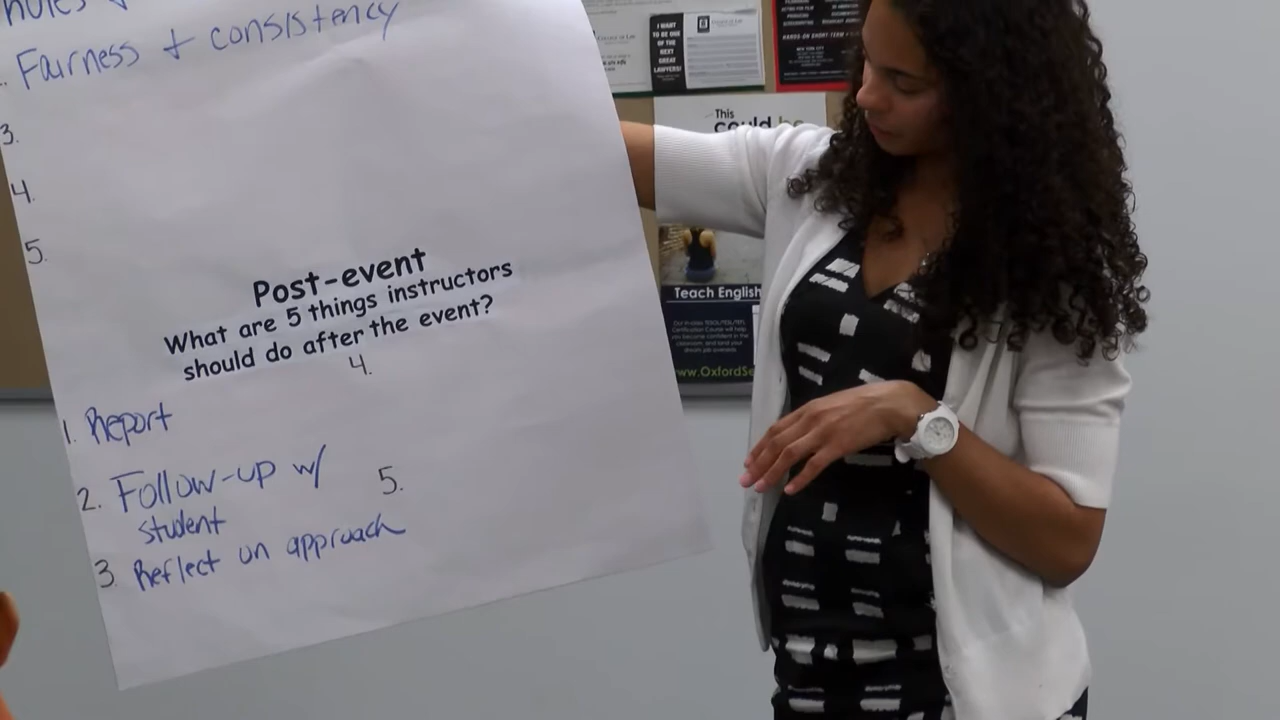 Fairness + consistency
3.
4.
5.
Post-event
What are 5 things instructors
should do after the event?
4.
1. Report
2. Follow-up w/
student
5.
3. Reflect on approach
I WANT
TO BE ONE
OF THE
NEXT
GREAT
LAWYERS!
This
could be
Teach English
www.OxfordSe